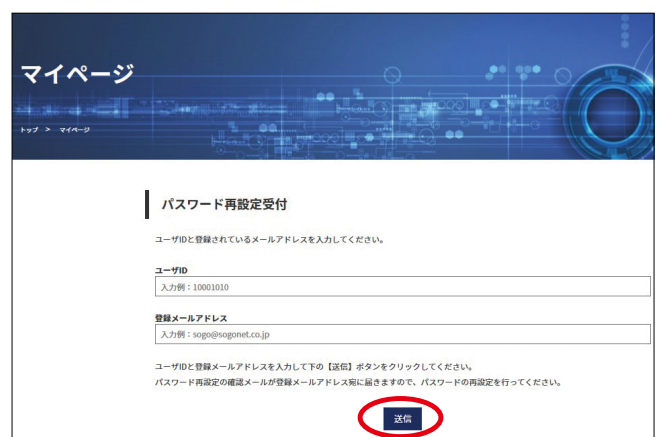 マイページ
トップ > マイページ
パスワード再設定受付
ユーザIDと登録されているメールアドレスを入力してください。
ユーザID
入力例：10001010
登録メールアドレス
入力例：sogo@sogonet.co.jp
ユーザIDと登録メールアドレスを入力して下の【送信】ボタンをクリックしてください。
パスワード再設定の確認メールが登録メールアドレス宛に届きますので、パスワードの再設定を行ってください。
送信